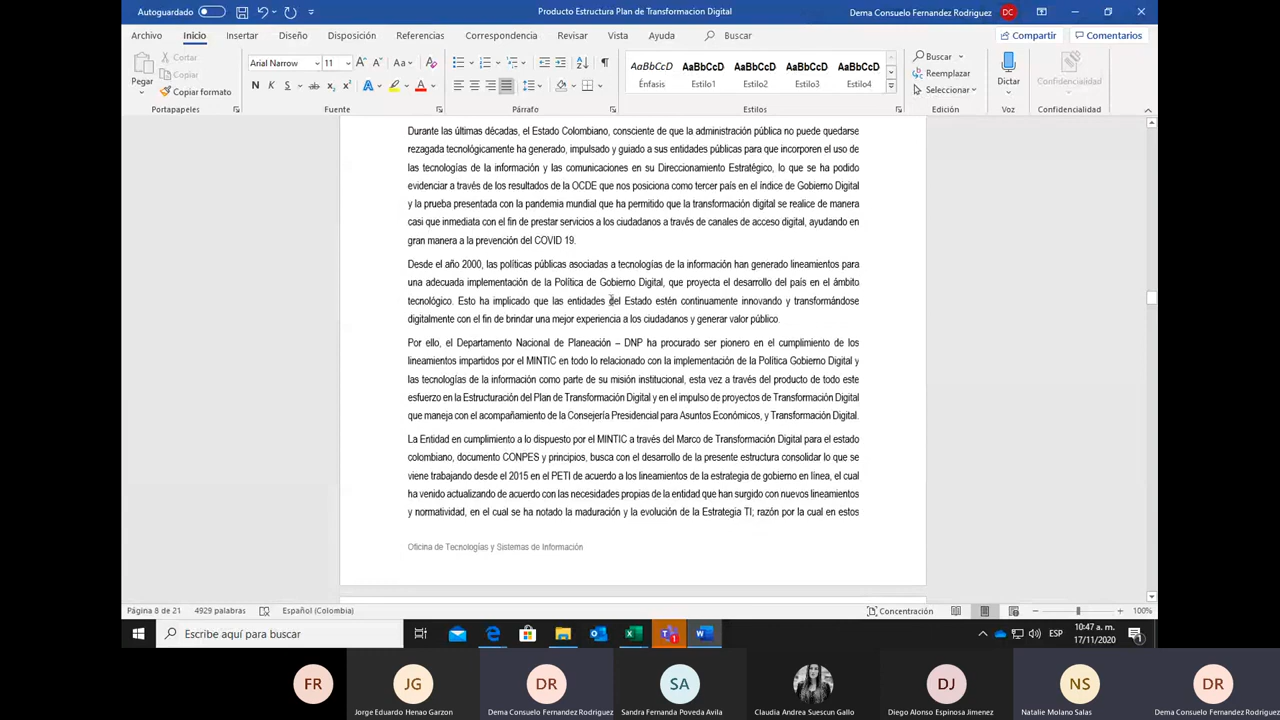 Autoguardado
Producto Estructura Plan de Transformacion Digital
Dema Consuelo Fernandez Rodriguez
DC
Archivo Inicio Insertar Diseño Disposición Referencias Correspondencia Revisar Vista Ayuda Buscar
Compartir Comentarios
Pegar
Cortar
Copiar
Copiar formato
Portapapeles
Arial Narrow 11
N K S
Fuente
Párrafo
AaBbCcD AaBbCcD AaBbCcD AaBbCcD AaBbCcD
Énfasis Estilo1 Estilo2 Estilo3 Estilo4
Estilos
Buscar
Reemplazar
Seleccionar
Edición
Dictar
Voz
Confidencialidad
Confidencialidad
Durante las últimas décadas, el Estado Colombiano, consciente de que la administración pública no puede quedarse
rezagada tecnológicamente ha generado, impulsado y guiado a sus entidades públicas para que incorporen el uso de
las tecnologías de la información y las comunicaciones en su Direccionamiento Estratégico, lo que se ha podido
evidenciar a través de los resultados de la OCDE que nos posiciona como tercer país en el índice de Gobierno Digital
y la prueba presentada con la pandemia mundial que ha permitido que la transformación digital se realice de manera
casi que inmediata con el fin de prestar servicios a los ciudadanos a través de canales de acceso digital, ayudando en
gran manera a la prevención del COVID 19.
Desde el año 2000, las políticas públicas asociadas a tecnologías de la información han generado lineamientos para
una adecuada implementación de la Política de Gobierno Digital, que proyecta el desarrollo del país en el ámbito
tecnológico. Esto ha implicado que las entidades del Estado estén continuamente innovando y transformándose
digitalmente con el fin de brindar una mejor experiencia a los ciudadanos y generar valor público.
Por ello, el Departamento Nacional de Planeación – DNP ha procurado ser pionero en el cumplimiento de los
lineamientos impartidos por el MINTIC en todo lo relacionado con la implementación de la Política Gobierno Digital y
las tecnologías de la información como parte de su misión institucional, esta vez a través del producto de todo este
esfuerzo en la Estructuración del Plan de Transformación Digital y en el impulso de proyectos de Transformación Digital
que maneja con el acompañamiento de la Consejería Presidencial para Asuntos Económicos, y Transformación Digital.
La Entidad en cumplimiento a lo dispuesto por el MINTIC a través del Marco de Transformación Digital para el estado
colombiano, documento CONPES y principios, busca con el desarrollo de la presente estructura consolidar lo que se
viene trabajando desde el 2015 en el PETI de acuerdo a los lineamientos de la estrategia de gobierno en línea, el cual
ha venido actualizando de acuerdo con las necesidades propias de la entidad que han surgido con nuevos lineamientos
y normatividad, en el cual se ha notado la maduración y la evolución de la Estrategia TI; razón por la cual en estos
Oficina de Tecnologías y Sistemas de Información
Página 8 de 21 4929 palabras Español (Colombia)
Concentración 100%
Escribe aquí para buscar
ESP
10:47 a. m.
17/11/2020
FR JG DR SA DJ NS DR
Jorge Eduardo Henao Garzon Dema Consuelo Fernandez Rodriguez Sandra Fernanda Poveda Avila Claudia Andrea Suescun Gallo Diego Alonso Espinosa Jimenez Natalie Molano Salas Dema Consuelo Fernandez